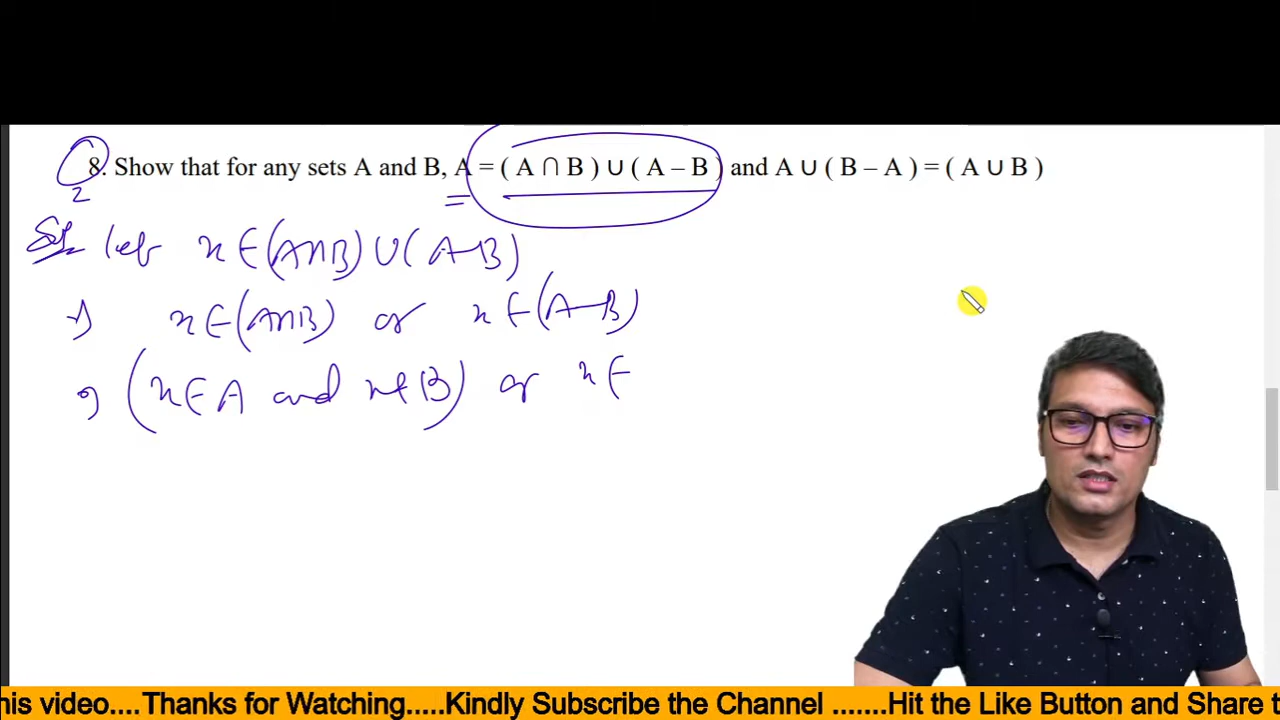 8. Show that for any sets A and B, A = ( A ∩ B ) ∪ ( A – B ) and A ∪ ( B – A ) = ( A ∪ B )
2
Sol let x ∈ (A∩B) ∪ (A-B)
⇒ x ∈ (A∩B) or x ∈ (A-B)
⇒ (x ∈ A and x ∈ B) or x ∈
his video....Thanks for Watching.....Kindly Subscribe the Channel .......Hit the Like Button and Share t